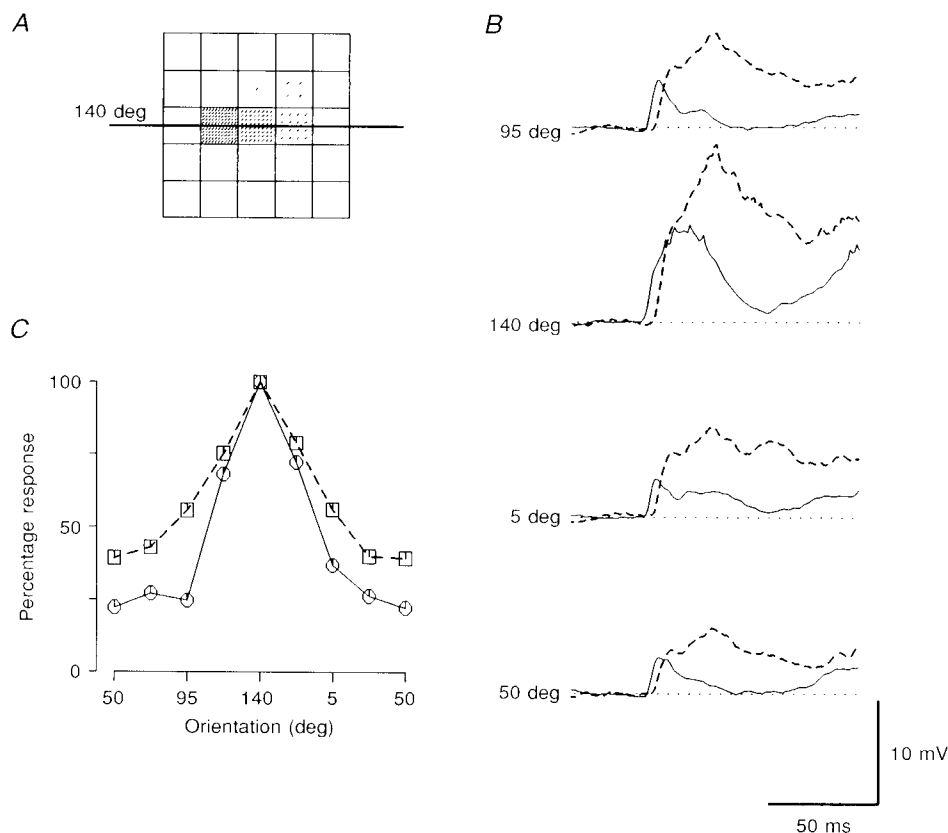 A
140 deg
B
95 deg
140 deg
5 deg
50 deg
10 mV
50 ms
C
Percentage response
100
50
0
50 95 140 5 50
Orientation (deg)